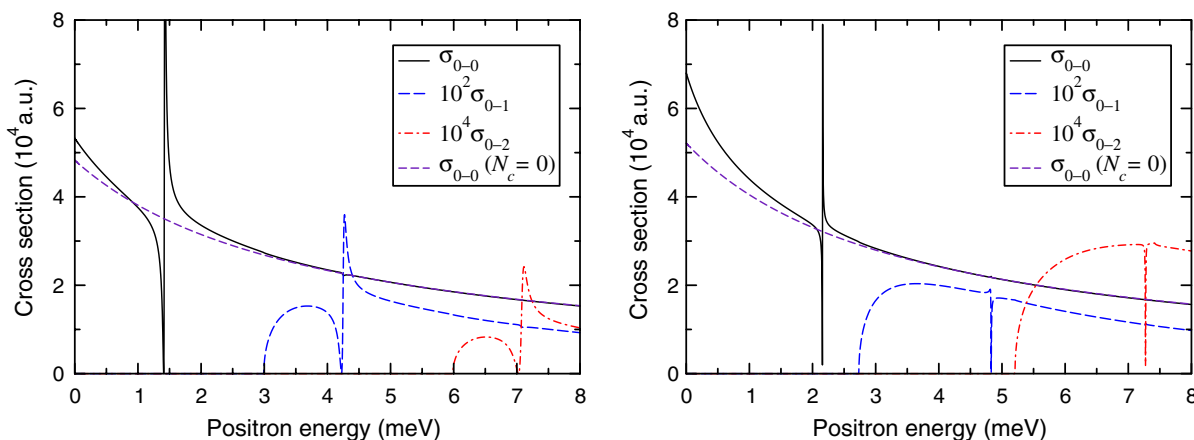 8
6
4
2
0
Cross section (10⁴ a.u.)
σ₀₋₀
10²σ₀₋₁
10⁴σ₀₋₂
σ₀₋₀ (N_c = 0)
0 1 2 3 4 5 6 7 8
Positron energy (meV)
8
6
4
2
0
Cross section (10⁴ a.u.)
σ₀₋₀
10²σ₀₋₁
10⁴σ₀₋₂
σ₀₋₀ (N_c = 0)
0 1 2 3 4 5 6 7 8
Positron energy (meV)